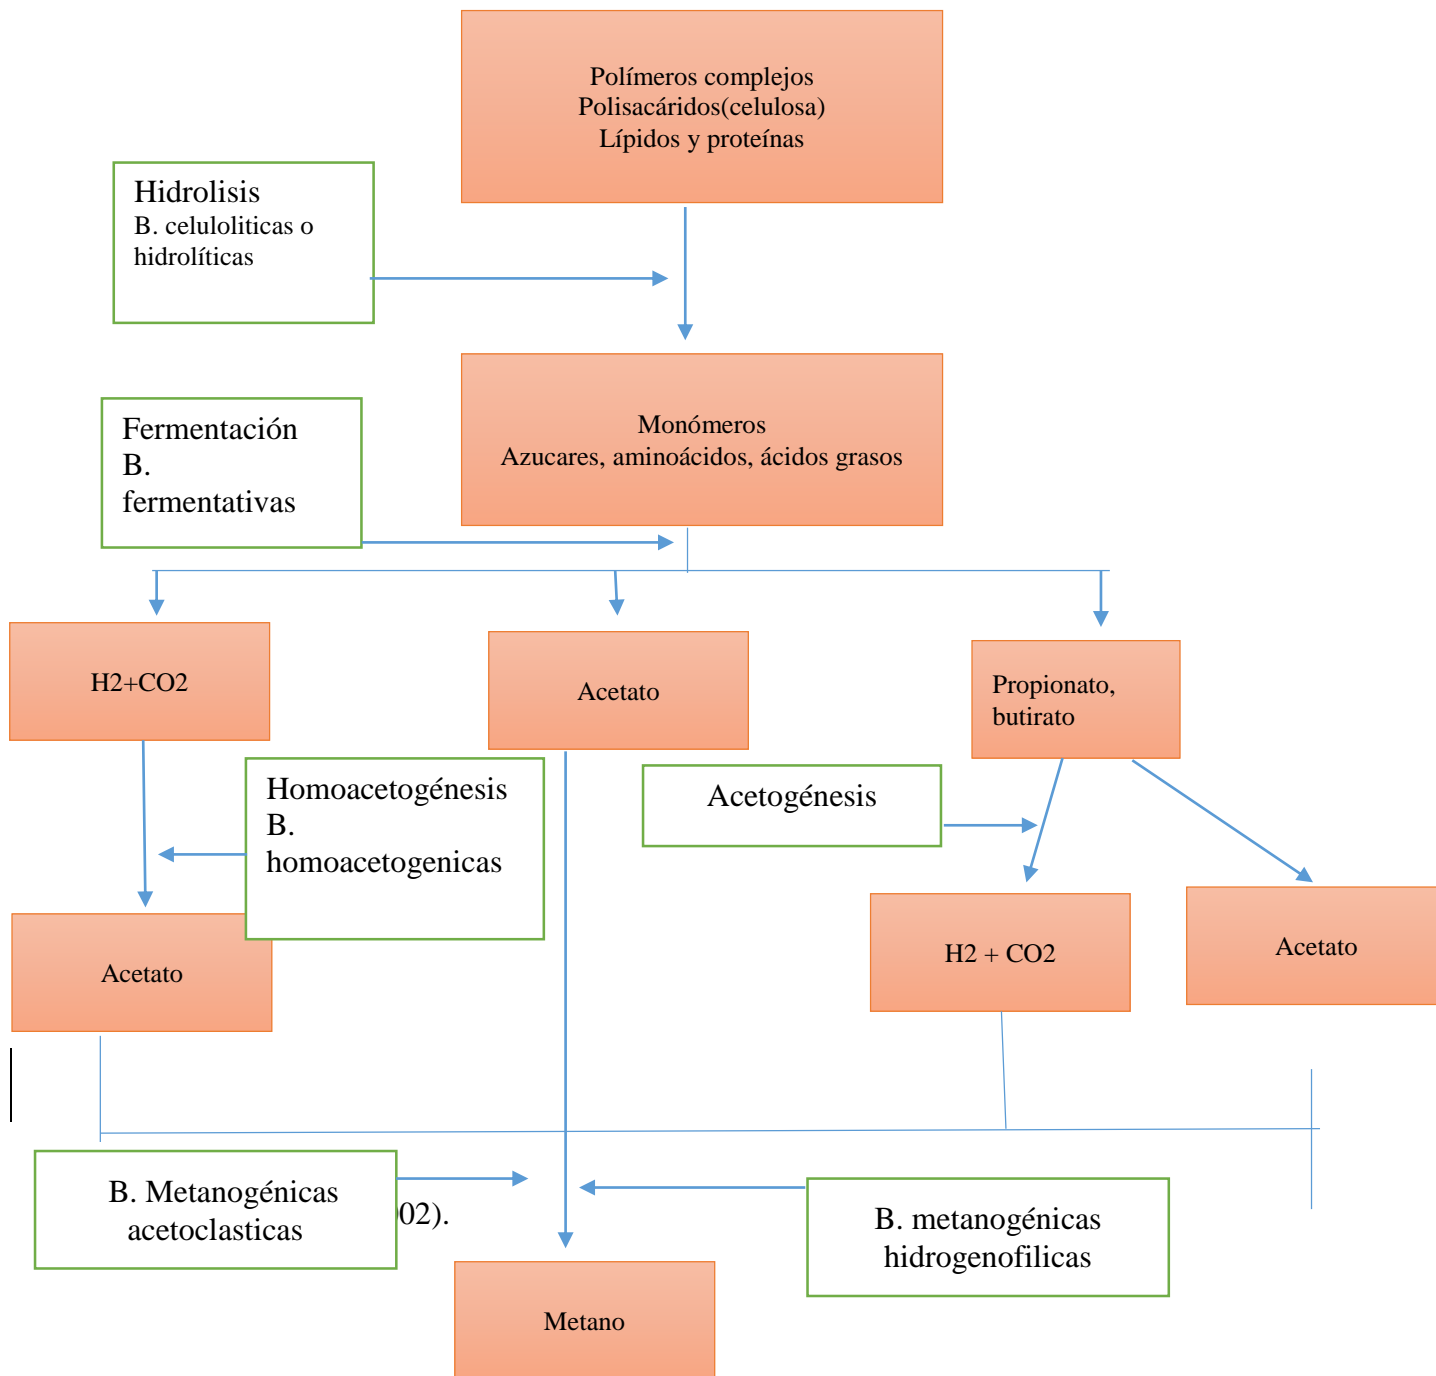 Polímeros complejos
Polisacáridos(celulosa)
Lípidos y proteínas
Hidrolisis
B. celuloliticas o
hidrolíticas
Monómeros
Azucares, aminoácidos, ácidos grasos
Fermentación
B.
fermentativas
H2+CO2
Acetato
Propionato,
butirato
Homoacetogénesis
B.
homoacetogenicas
Acetogénesis
Acetato
H2 + CO2
Acetato
B. Metanogénicas
acetoclasticas
02).
B. metanogénicas
hidrogenofilicas
Metano